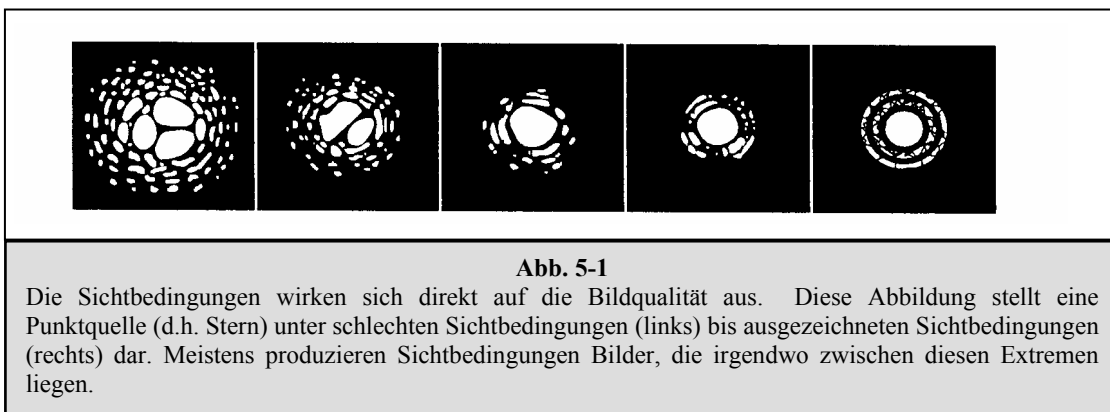 Abb. 5-1
Die Sichtbedingungen wirken sich direkt auf die Bildqualität aus. Diese Abbildung stellt eine
Punktquelle (d.h. Stern) unter schlechten Sichtbedingungen (links) bis ausgezeichneten Sichtbedingungen
(rechts) dar. Meistens produzieren Sichtbedingungen Bilder, die irgendwo zwischen diesen Extremen
liegen.